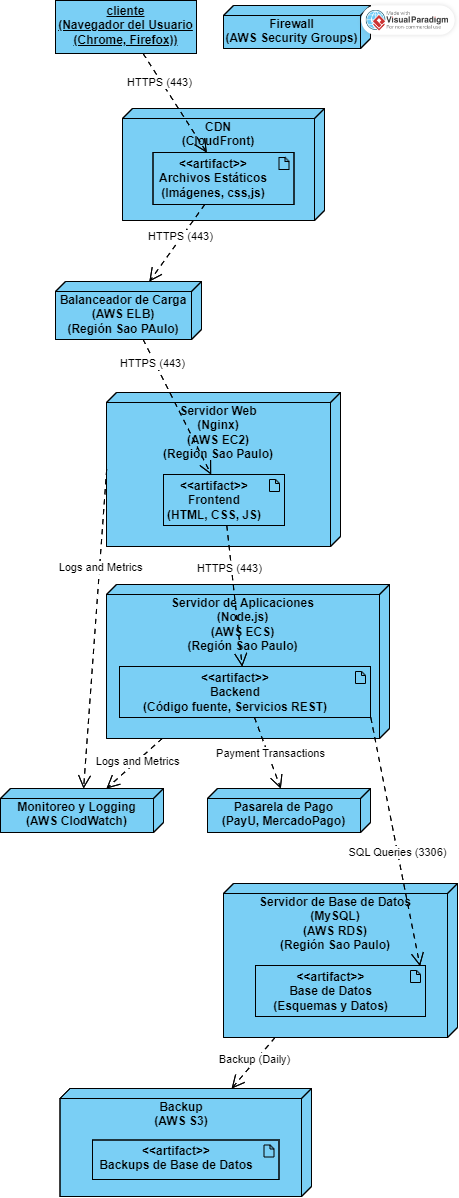 cliente
(Navegador del Usuario
(Chrome, Firefox))
Firewall
(AWS Security Groups)
Made with
VisualParadigm
For non-commercial use
HTTPS (443)
CDN
(CloudFront)
<<artifact>>
Archivos Estáticos
(Imágenes, css,js)
HTTPS (443)
Balanceador de Carga
(AWS ELB)
(Región Sao PAulo)
HTTPS (443)
Servidor Web
(Nginx)
(AWS EC2)
(Región Sao Paulo)
<<artifact>>
Frontend
(HTML, CSS, JS)
Logs and Metrics
HTTPS (443)
Servidor de Aplicaciones
(Node.js)
(AWS ECS)
(Región Sao Paulo)
<<artifact>>
Backend
(Código fuente, Servicios REST)
Logs and Metrics
Payment Transactions
Monitoreo y Logging
(AWS ClodWatch)
Pasarela de Pago
(PayU, MercadoPago)
SQL Queries (3306)
Servidor de Base de Datos
(MySQL)
(AWS RDS)
(Región Sao Paulo)
<<artifact>>
Base de Datos
(Esquemas y Datos)
Backup (Daily)
Backup
(AWS S3)
<<artifact>>
Backups de Base de Datos